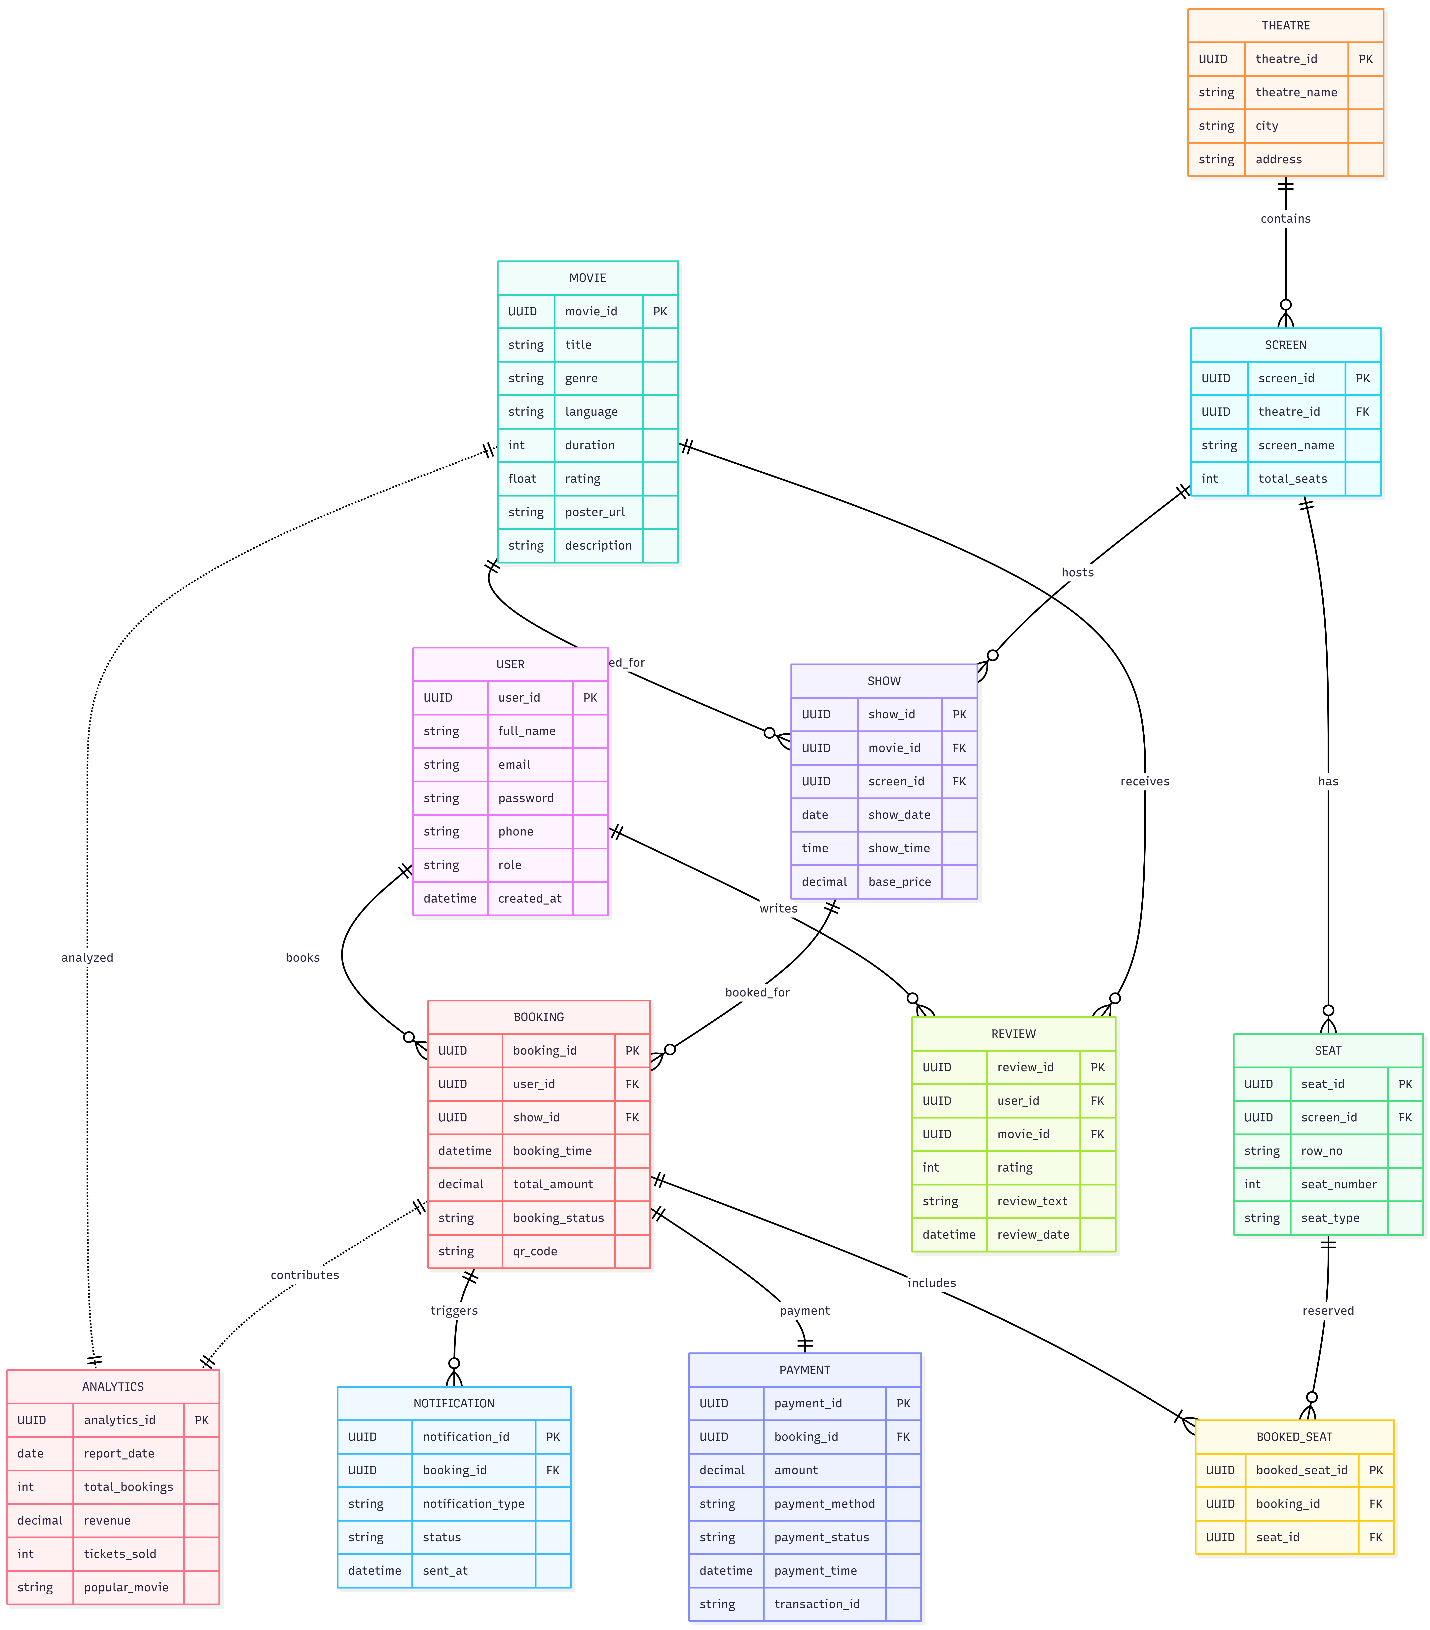 THEATRE
UUID theatre_id PK
string theatre_name
string city
string address
contains
MOVIE
UUID movie_id PK
string title
string genre
string language
int duration
float rating
string poster_url
string description
SCREEN
UUID screen_id PK
UUID theatre_id FK
string screen_name
int total_seats
hosts
ed_for
USER
UUID user_id PK
string full_name
string email
string password
string phone
string role
datetime created_at
SHOW
UUID show_id PK
UUID movie_id FK
UUID screen_id FK
date show_date
time show_time
decimal base_price
receives
has
writes
analyzed
books
booked_for
BOOKING
UUID booking_id PK
UUID user_id FK
UUID show_id FK
datetime booking_time
decimal total_amount
string booking_status
string qr_code
REVIEW
UUID review_id PK
UUID user_id FK
UUID movie_id FK
int rating
string review_text
datetime review_date
SEAT
UUID seat_id PK
UUID screen_id FK
string row_no
int seat_number
string seat_type
contributes
triggers
payment
includes
reserved
ANALYTICS
UUID analytics_id PK
date report_date
int total_bookings
decimal revenue
int tickets_sold
string popular_movie
NOTIFICATION
UUID notification_id PK
UUID booking_id FK
string notification_type
string status
datetime sent_at
PAYMENT
UUID payment_id PK
UUID booking_id FK
decimal amount
string payment_method
string payment_status
datetime payment_time
string transaction_id
BOOKED_SEAT
UUID booked_seat_id PK
UUID booking_id FK
UUID seat_id FK